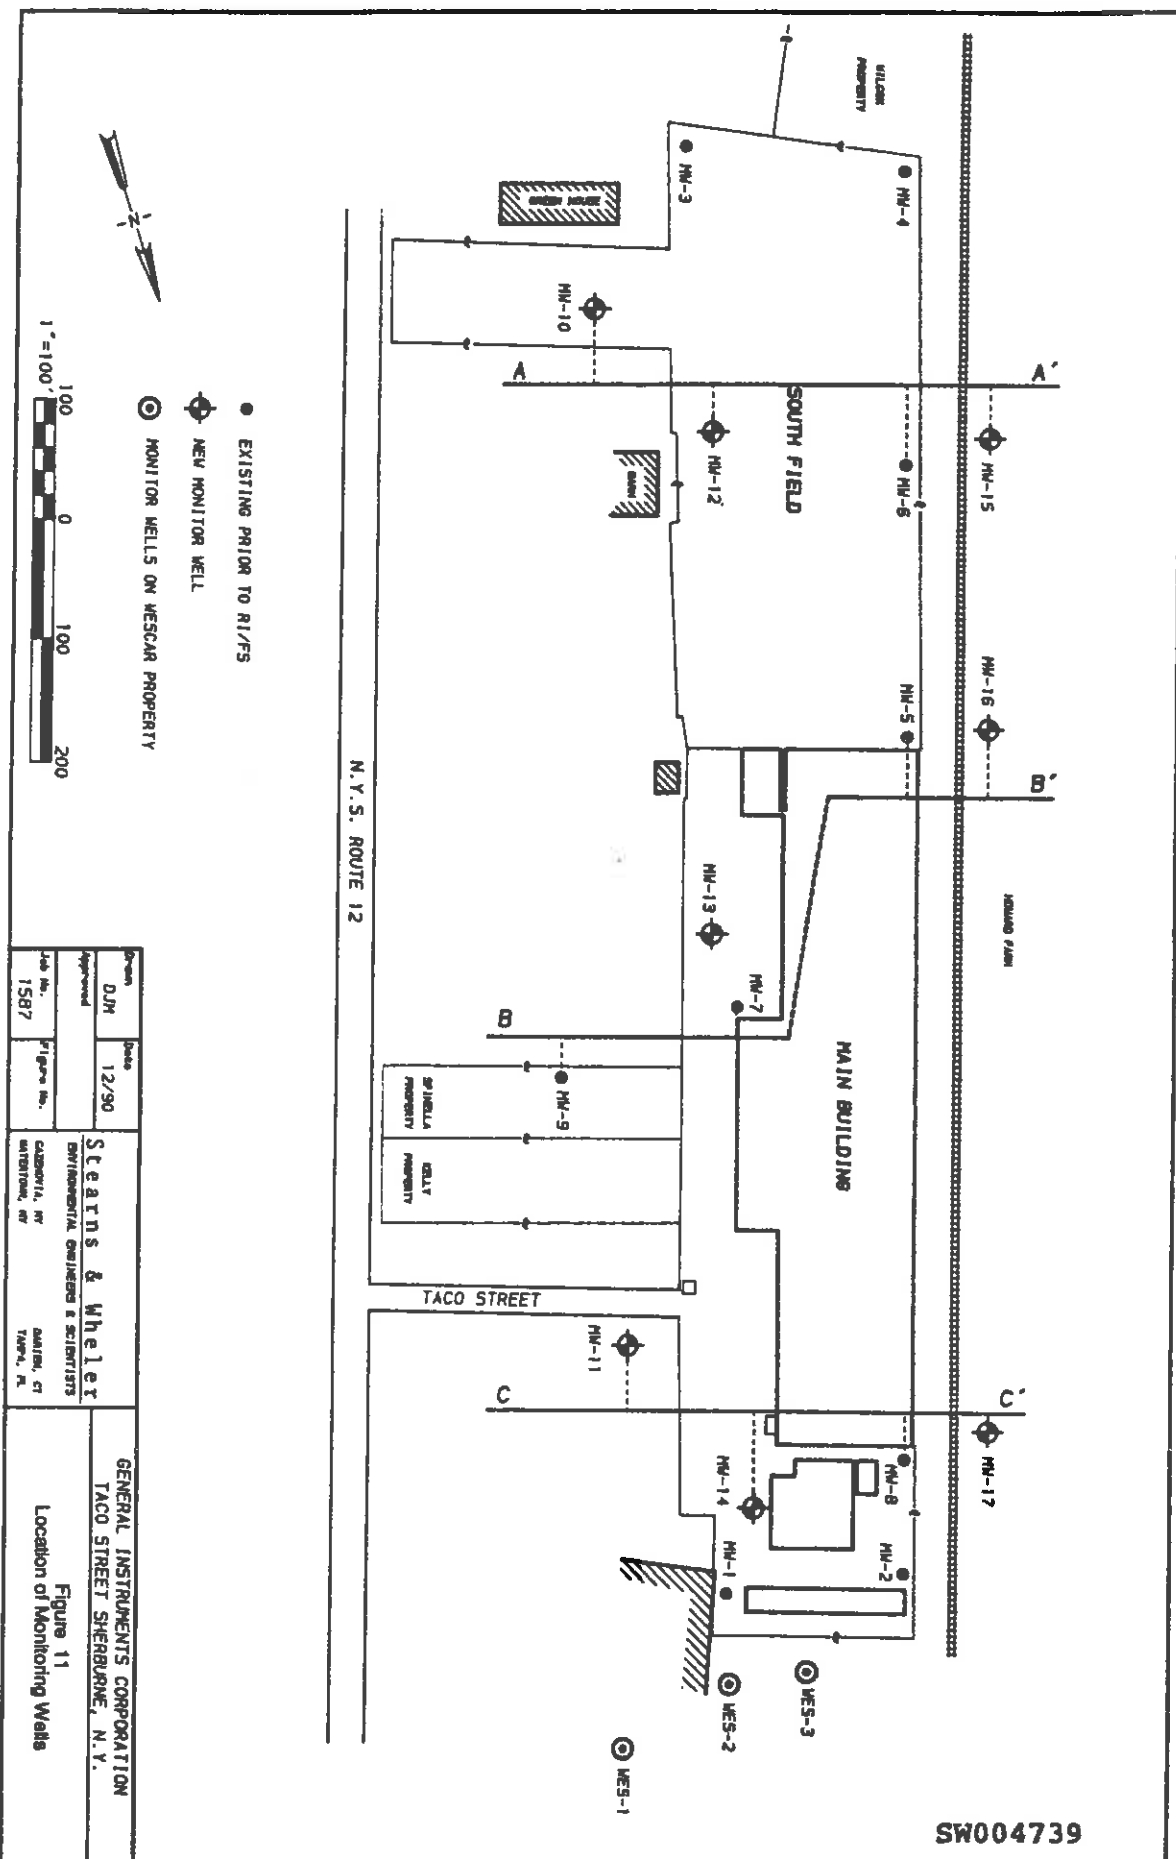 WILCOX
PROPERTY
MW-3
MW-4
GREEN HOUSE
MW-10
A
A'
SOUTH FIELD
MW-12
MW-6
MW-15
BARN
N
1"=100'
100
0
100
200
EXISTING PRIOR TO RI/FS
NEW MONITOR WELL
MONITOR WELLS ON WESCAR PROPERTY
MW-5
MW-16
B'
N.Y.S. ROUTE 12
MW-13
MW-7
B
MAIN BUILDING
MW-9
SPINELLA
PROPERTY
KELLY
PROPERTY
TACO STREET
MW-11
C
C'
MW-14
MW-8
MW-17
MW-1
MW-2
WES-3
WES-2
WES-1
Drawn
DJM
Date
12/90
Approved
Job No.
1587
Figure No.
Stearns & Wheler
ENVIRONMENTAL ENGINEERS & SCIENTISTS
CAZENOVIA, NY
DARIEN, CT
WATERTOWN, NY
TAMPA, FL
GENERAL INSTRUMENTS CORPORATION
TACO STREET SHERBURNE, N.Y.
Figure 11
Location of Monitoring Wells
SW004739